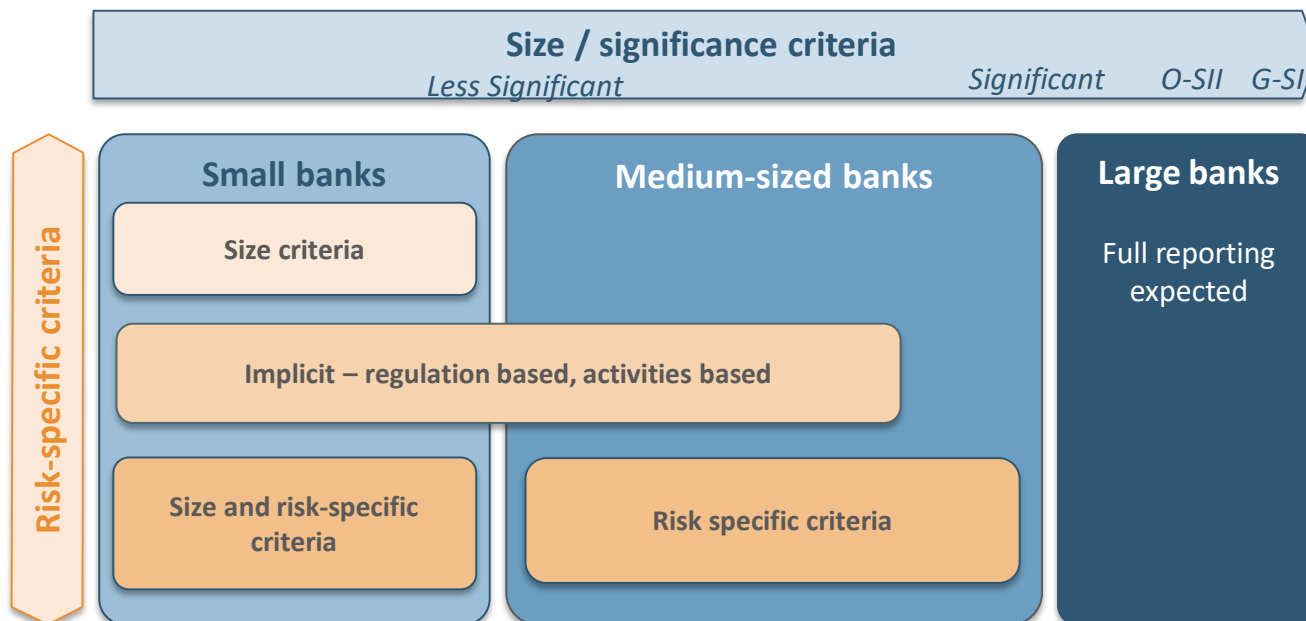 Size / significance criteria
Less Significant
Significant
O-SII
G-SI
Risk-specific criteria
Small banks
Medium-sized banks
Large banks
Size criteria
Full reporting
expected
Implicit – regulation based, activities based
Size and risk-specific
criteria
Risk specific criteria